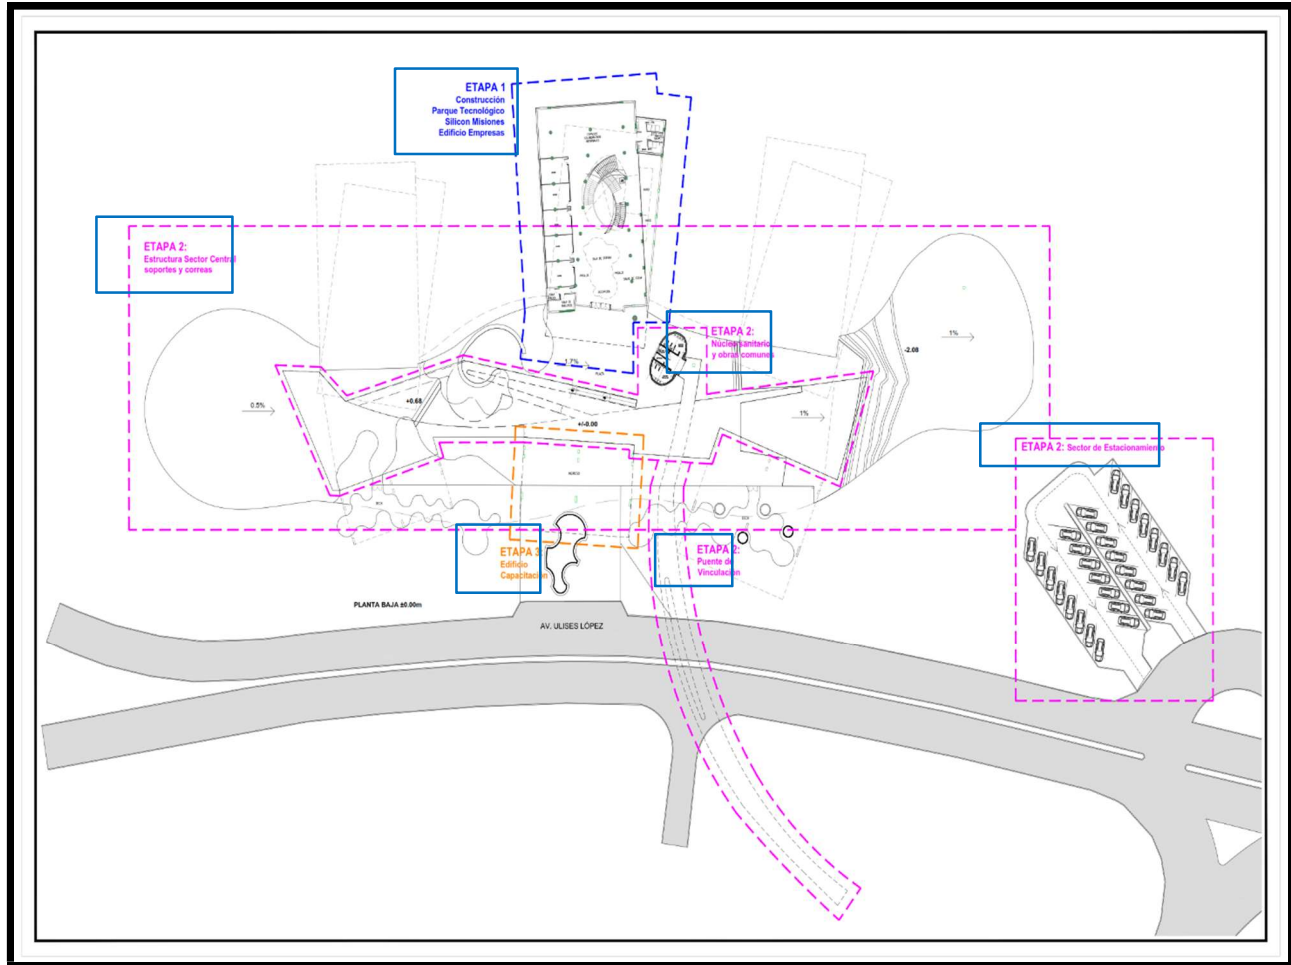 ETAPA 1
Construcción
Parque Tecnológico
Silicon Misiones
Edificio Empresas
ETAPA 2:
Estructura Sector Central
soportes y correas
ETAPA 2:
Núcleo sanitario
y obras comunes
1%
-2.08
1.7%
0.5%
+0.68
1%
+/-0.00
ETAPA 2: Sector de Estacionamiento
ETAPA 3:
Edificio
Capacitación
ETAPA 2:
Puente de
Vinculación
PLANTA BAJA ±0.00m
AV. ULISES LÓPEZ